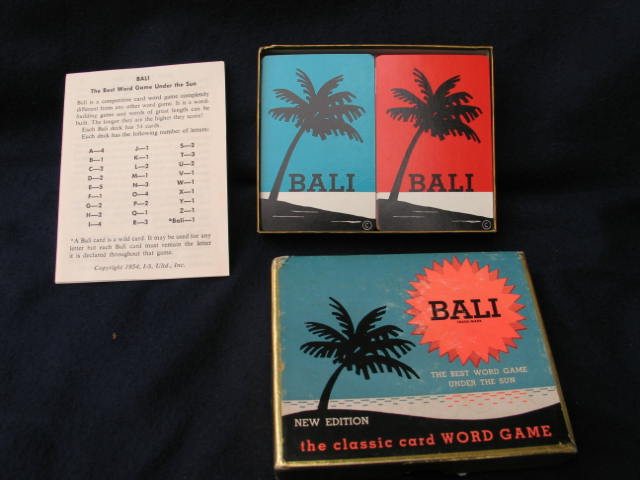 BALI
The Best Word Game Under the Sun
Bali is a competitive card word game completely
different from any other word game. It is a word-
building game and words of great length can be
built. The longer they are the higher they score!
Each Bali deck has 54 cards.
Each deck has the following number of letters:
A—4 J—1 S—2
B—1 K—1 T—3
C—2 L—2 U—2
D—2 M—1 V—1
E—5 N—3 W—1
F—1 O—4 X—1
G—2 P—2 Y—1
H—2 Q—1 Z—1
I—4 R—3 *Bali—1
*A Bali card is a wild card. It may be used for any
letter but each Bali card must remain the letter
it is declared throughout that game.
Copyright 1954, I-S, Ltd., Inc.
BALI
©
BALI
©
BALI
TRADE MARK
THE BEST WORD GAME
UNDER THE SUN
NEW EDITION
the classic card WORD GAME